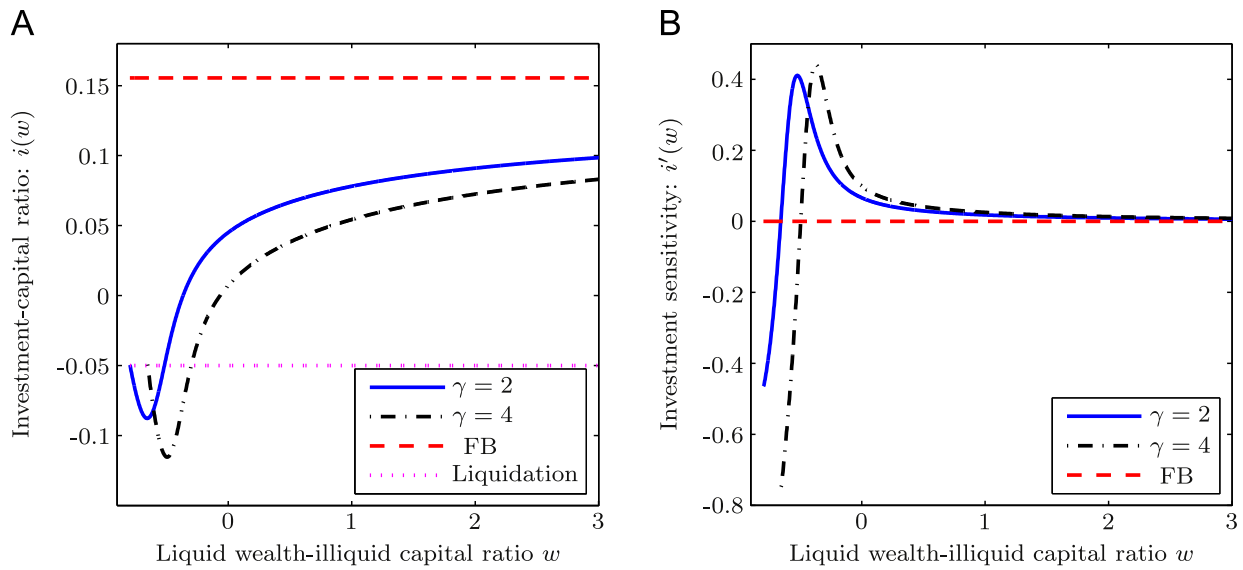 A
Investment-capital ratio: i(w)
0.15
0.1
0.05
0
-0.05
-0.1
γ = 2
γ = 4
FB
Liquidation
0 1 2 3
Liquid wealth-illiquid capital ratio w
B
Investment sensitivity: i′(w)
0.4
0.2
0
-0.2
-0.4
-0.6
-0.8
γ = 2
γ = 4
FB
0 1 2 3
Liquid wealth-illiquid capital ratio w